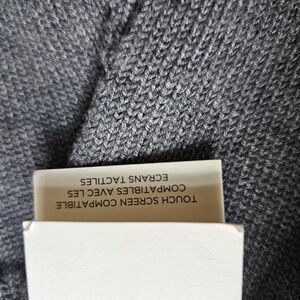 TOUCH SCREEN COMPATIBLE
COMPATIBLES AVEC LES
ECRANS TACTILES